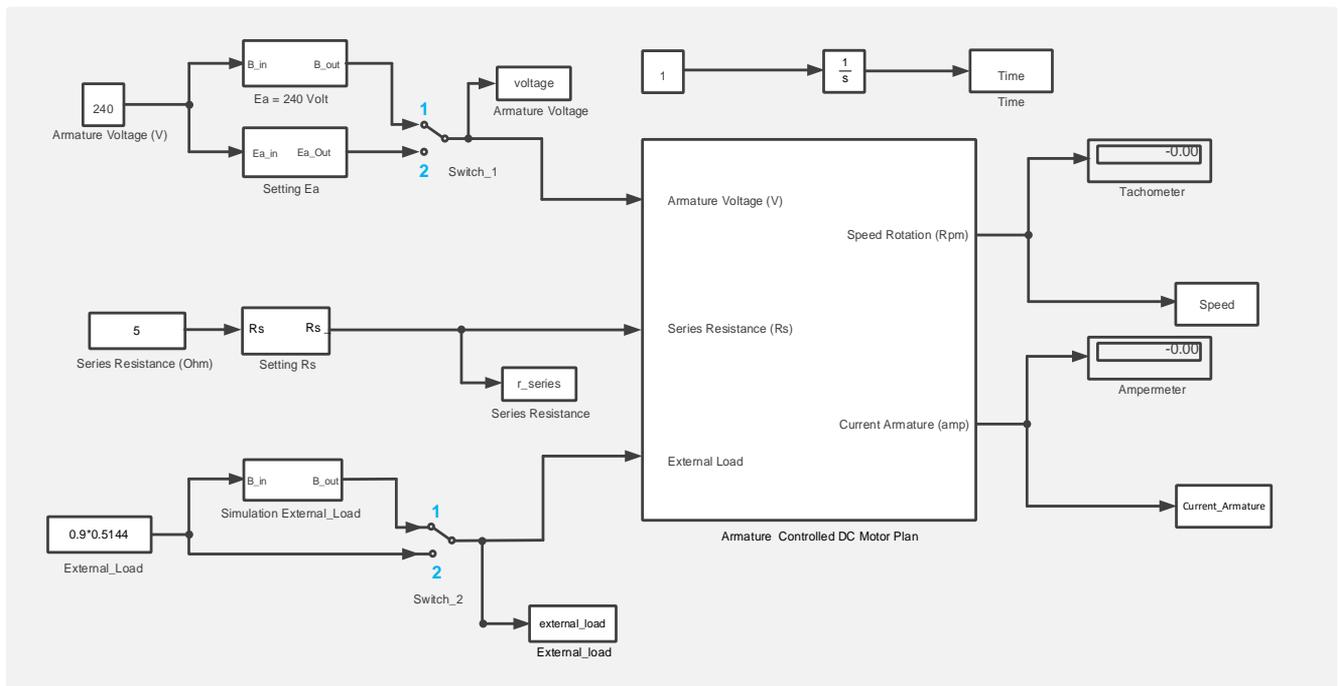 240
Armature Voltage (V)
B_in
B_out
Ea = 240 Volt
Ea_in
Ea_Out
Setting Ea
1
2
Switch_1
voltage
Armature Voltage
1
1
s
Time
Time
Armature Voltage (V)
Speed Rotation (Rpm)
Series Resistance (Rs)
Current Armature (amp)
External Load
Armature Controlled DC Motor Plan
-0.00
Tachometer
Speed
-0.00
Ampermeter
Current_Armature
5
Series Resistance (Ohm)
Rs
Rs_
Setting Rs
r_series
Series Resistance
0.9*0.5144
External_Load
B_in
B_out
Simulation External_Load
1
2
Switch_2
external_load
External_load